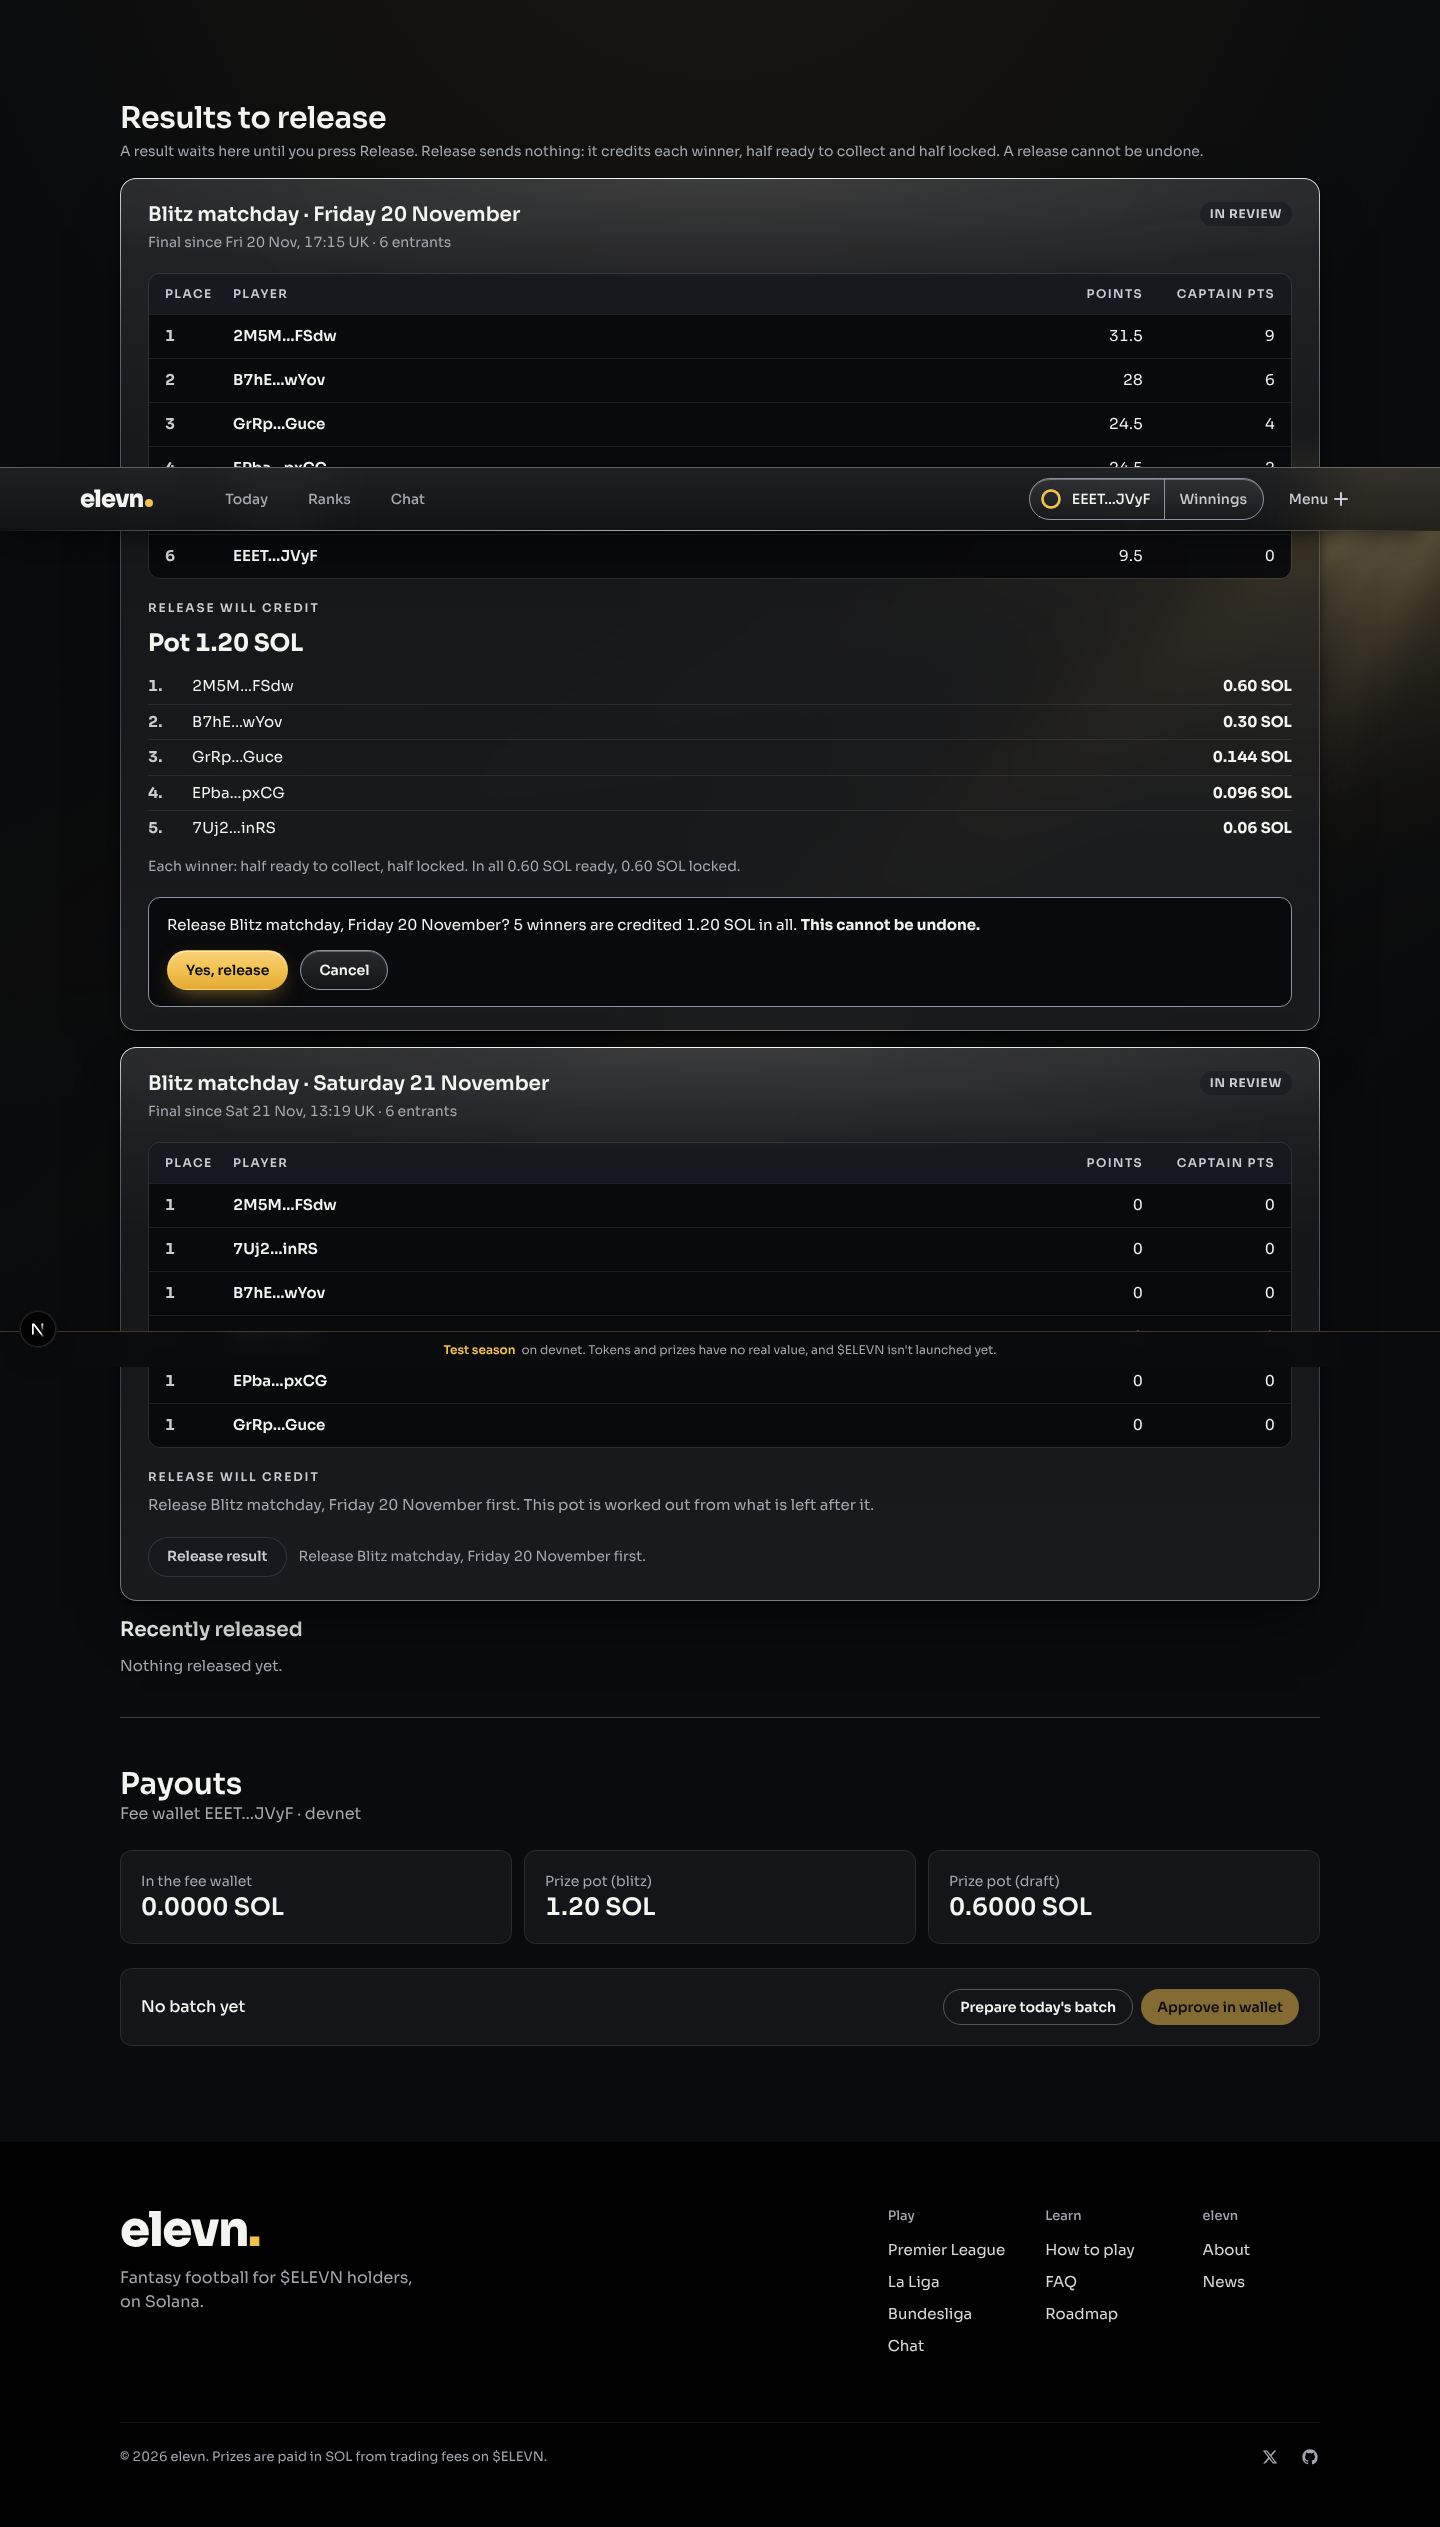 Results to release
A result waits here until you press Release. Release sends nothing: it credits each winner, half ready to collect and half locked. A release cannot be undone.
Blitz matchday · Friday 20 November
IN REVIEW
Final since Fri 20 Nov, 17:15 UK · 6 entrants
PLACE PLAYER POINTS CAPTAIN PTS
1 2M5M...FSdw 31.5 9
2 B7hE...wYov 28 6
3 GrRp...Guce 24.5 4
4 EPba...pxCG 24.5 2
elevn. Today Ranks Chat EEET...JVyF Winnings Menu
6 EEET...JVyF 9.5 0
RELEASE WILL CREDIT
Pot 1.20 SOL
1. 2M5M...FSdw 0.60 SOL
2. B7hE...wYov 0.30 SOL
3. GrRp...Guce 0.144 SOL
4. EPba...pxCG 0.096 SOL
5. 7Uj2...inRS 0.06 SOL
Each winner: half ready to collect, half locked. In all 0.60 SOL ready, 0.60 SOL locked.
Release Blitz matchday, Friday 20 November? 5 winners are credited 1.20 SOL in all. This cannot be undone.
Yes, release Cancel
Blitz matchday · Saturday 21 November
IN REVIEW
Final since Sat 21 Nov, 13:19 UK · 6 entrants
PLACE PLAYER POINTS CAPTAIN PTS
1 2M5M...FSdw 0 0
1 7Uj2...inRS 0 0
1 B7hE...wYov 0 0
N
Test season on devnet. Tokens and prizes have no real value, and $ELEVN isn't launched yet.
1 EPba...pxCG 0 0
1 GrRp...Guce 0 0
RELEASE WILL CREDIT
Release Blitz matchday, Friday 20 November first. This pot is worked out from what is left after it.
Release result Release Blitz matchday, Friday 20 November first.
Recently released
Nothing released yet.
Payouts
Fee wallet EEET...JVyF · devnet
In the fee wallet
0.0000 SOL
Prize pot (blitz)
1.20 SOL
Prize pot (draft)
0.6000 SOL
No batch yet Prepare today's batch Approve in wallet
elevn.
Fantasy football for $ELEVN holders,
on Solana.
Play
Premier League
La Liga
Bundesliga
Chat
Learn
How to play
FAQ
Roadmap
elevn
About
News
© 2026 elevn. Prizes are paid in SOL from trading fees on $ELEVN.